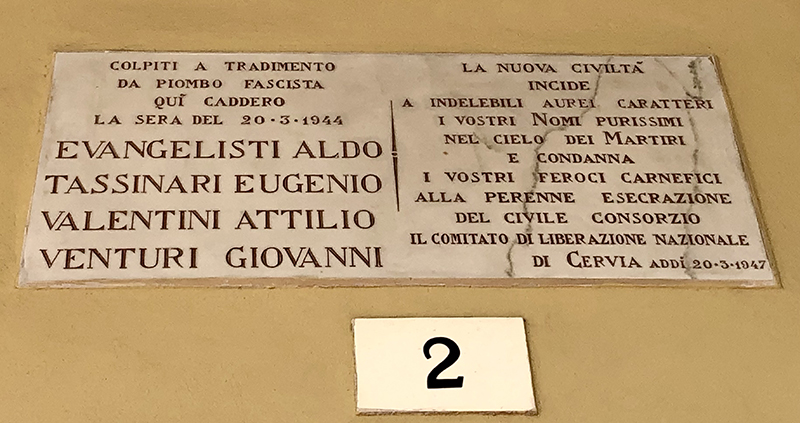 COLPITI A TRADIMENTO
DA PIOMBO FASCISTA
QUĪ CADDERO
LA SERA DEL 20·3·1944
EVANGELISTI ALDO
TASSINARI EUGENIO
VALENTINI ATTILIO
VENTURI GIOVANNI
LA NUOVA CIVILTÀ
INCIDE
A INDELEBILI AUREI CARATTERI
I VOSTRI NOMI PURISSIMI
NEL CIELO DEI MARTIRI
E CONDANNA
I VOSTRI FEROCI CARNEFICI
ALLA PERENNE ESECRAZIONE
DEL CIVILE CONSORZIO
IL COMITATO DI LIBERAZIONE NAZIONALE
DI CERVIA ADDÌ 20·3·1947
2